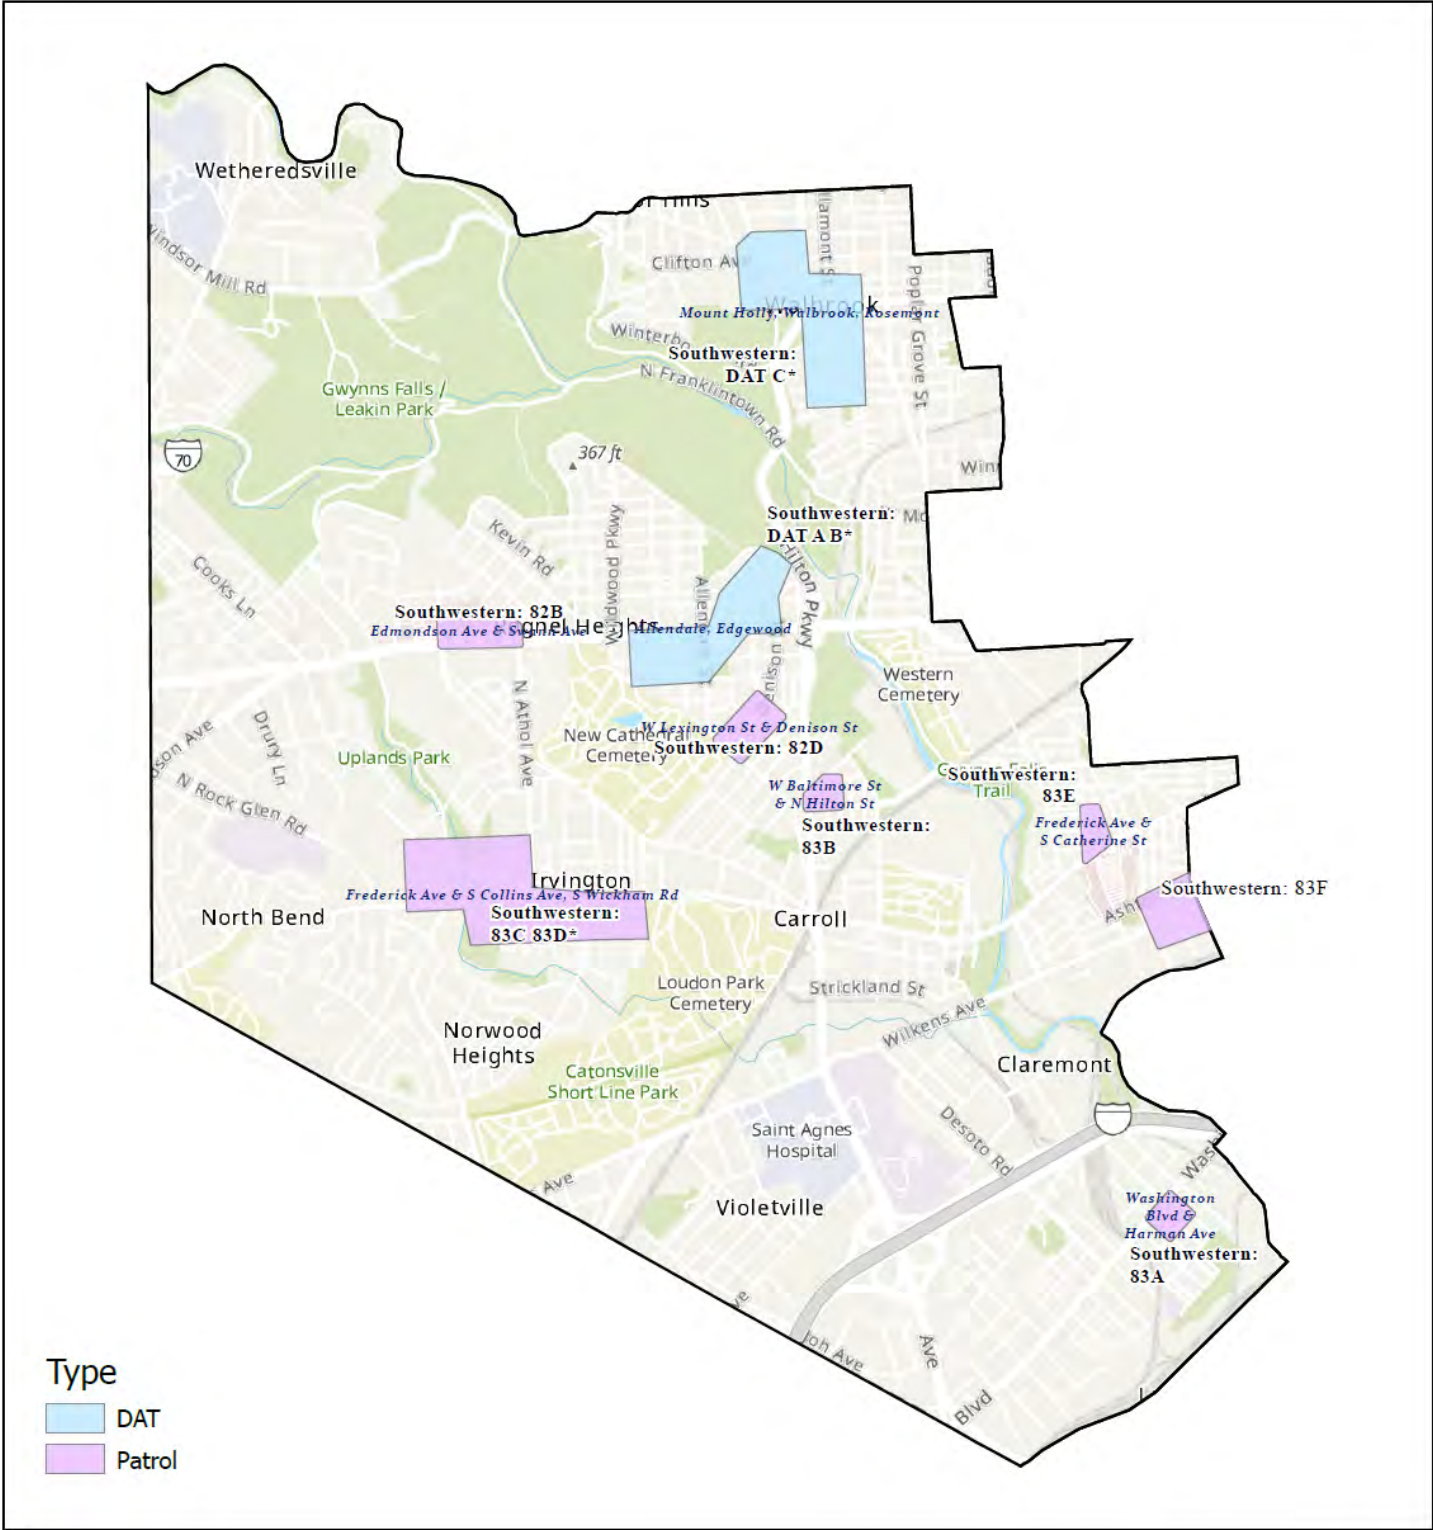 Wetheredsville
Windsor Mill Rd
Clifton Av
Walbrook
Poplar Grove St
Mount Holly, Walbrook, Rosemont
Southwestern:
DAT C*
N Franklintown Rd
Gwynns Falls /
Leakin Park
70
367 ft
Kevin Rd
Wildwood Pkwy
Southwestern:
DAT A B*
Hilton Pkwy
Cooks Ln
Southwestern: 82B
Edmondson Ave & Swann Ave
Allendale, Edgewood
N Athol Ave
Western
Cemetery
Drury Ln
N Rock Glen Rd
Uplands Park
New Cathedral
Cemetery
W Lexington St & Denison St
Southwestern: 82D
W Baltimore St
& N Hilton St
Southwestern:
83B
Trail
Southwestern:
83E
Frederick Ave &
S Catherine St
Southwestern: 83F
Irvington
Frederick Ave & S Collins Ave, S Wickham Rd
Southwestern:
83C 83D*
North Bend
Carroll
Loudon Park
Cemetery
Strickland St
Wilkens Ave
Norwood
Heights
Claremont
Catonsville
Short Line Park
Saint Agnes
Hospital
Desoto Rd
Ave
Violetville
Washington
Blvd &
Harman Ave
Southwestern:
83A
Joh Ave
Ave
Blvd
Type
DAT
Patrol